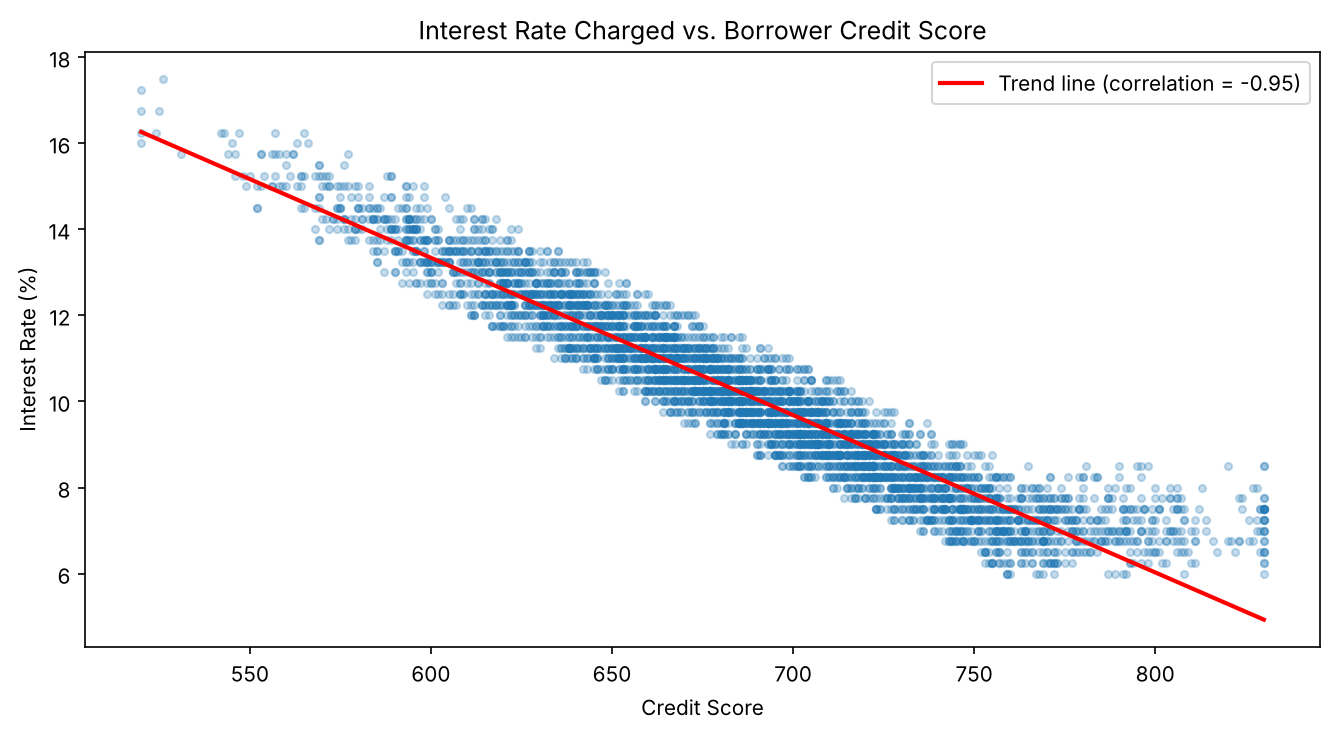 Interest Rate Charged vs. Borrower Credit Score
Trend line (correlation = -0.95)
18
16
14
12
10
8
6
Interest Rate (%)
550 600 650 700 750 800
Credit Score